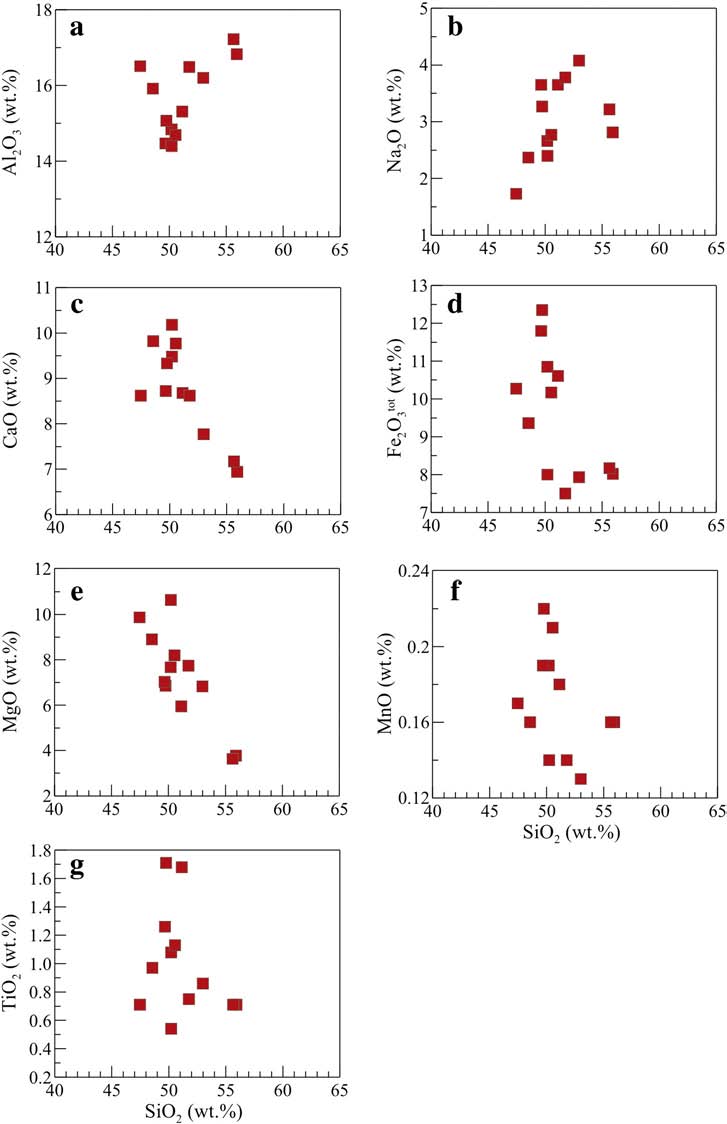 a
Al₂O₃ (wt.%)
18
16
14
12
40 45 50 55 60 65
b
Na₂O (wt.%)
5
4
3
2
1
40 45 50 55 60 65
c
CaO (wt.%)
11
10
9
8
7
6
40 45 50 55 60 65
d
Fe₂O₃ᵗᵒᵗ (wt.%)
13
12
11
10
9
8
7
40 45 50 55 60 65
e
MgO (wt.%)
12
10
8
6
4
2
40 45 50 55 60 65
f
MnO (wt.%)
0.24
0.2
0.16
0.12
40 45 50 55 60 65
SiO₂ (wt.%)
g
TiO₂ (wt.%)
1.8
1.6
1.4
1.2
1.0
0.8
0.6
0.4
0.2
40 45 50 55 60 65
SiO₂ (wt.%)